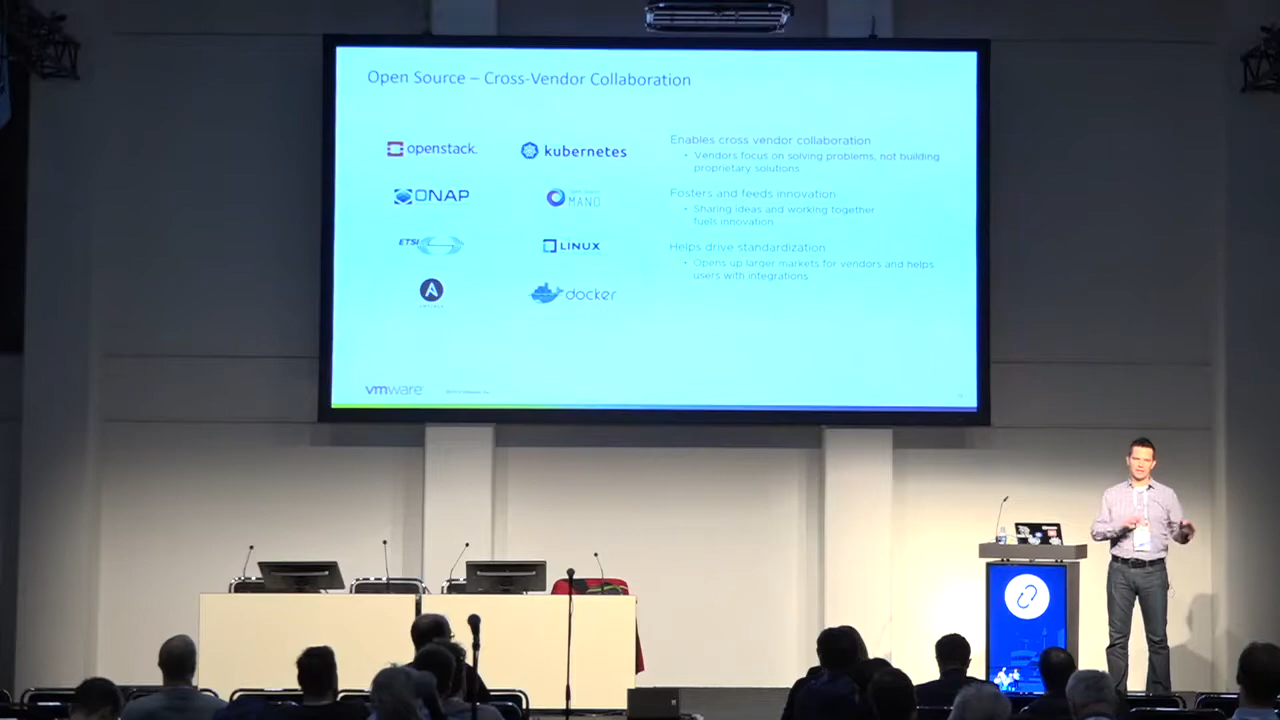 Open Source – Cross-Vendor Collaboration
openstack.
kubernetes
ONAP
MANO
ETSI
LINUX
A
docker
Enables cross vendor collaboration
• Vendors focus on solving problems, not building
proprietary solutions
Fosters and feeds innovation
• Sharing ideas and working together
fuels innovation
Helps drive standardization
• Opens up larger markets for vendors and helps
users with integrations
vmware